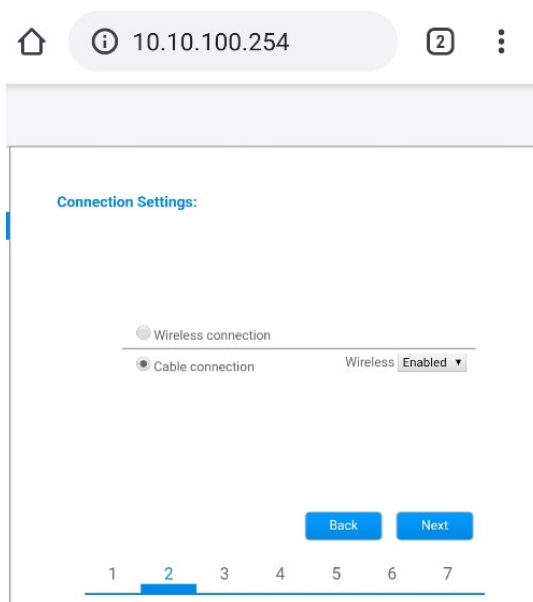 10.10.100.254 2
Connection Settings:
Wireless connection
Cable connection Wireless Enabled
Back Next
1 2 3 4 5 6 7